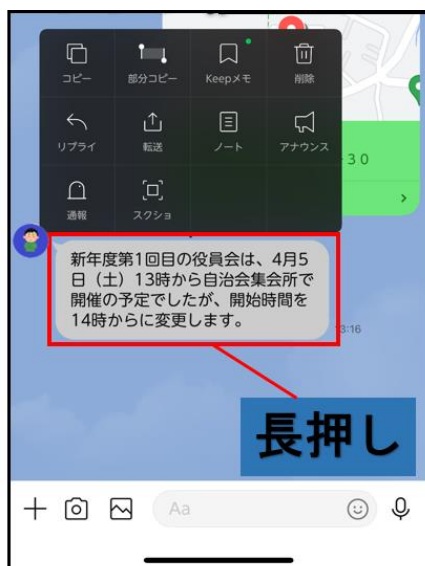 コピー 部分コピー Keepメモ 削除
リプライ 転送 ノート アナウンス
30
通報 スクショ
新年度第1回目の役員会は、4月5
日（土）13時から自治会集会所で
開催の予定でしたが、開始時間を
14時からに変更します。
13:16
長押し
Aa